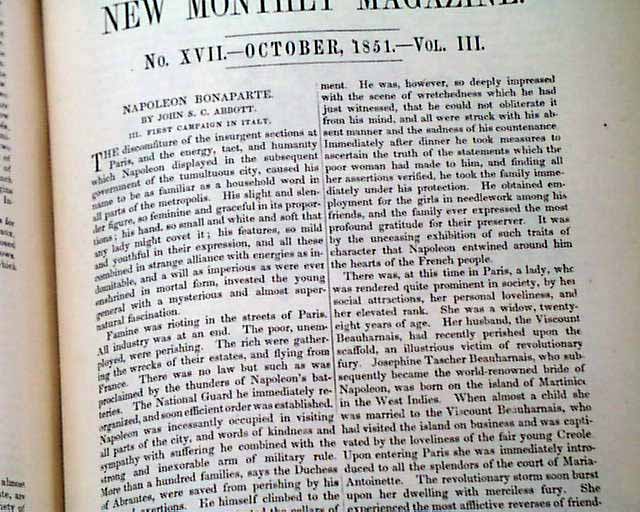 NEW MONTHLY MAGAZINE.
No. XVII.—OCTOBER, 1851.—VOL. III.
NAPOLEON BONAPARTE.
BY JOHN S. C. ABBOTT.
III. FIRST CAMPAIGN IN ITALY.
THE discomfiture of the insurgent sections at
Paris, and the energy, tact, and humanity
which Napoleon displayed in the subsequent
government of the tumultuous city, caused his
name to be as familiar as a household word in
all parts of the metropolis. His slight and slen-
der figure, so feminine and graceful in its propor-
tions; his hand, so small and white and soft that
any lady might covet it; his features, so mild
and youthful in their expression, and all these
combined in strange alliance with energies as in-
domitable, and a will as imperious as were ever
enshrined in mortal form, invested the young
general with a mysterious and almost super-
natural fascination.
Famine was rioting in the streets of Paris.
All industry was at an end. The poor, unem-
ployed, were perishing. The rich were gather-
ing the wrecks of their estates, and flying from
France. There was no law but such as was
proclaimed by the thunders of Napoleon's bat-
teries. The National Guard he immediately re-
organized, and soon efficient order was established.
Napoleon was incessantly occupied in visiting
all parts of the city, and words of kindness and
sympathy with suffering he combined with the
strong and inexorable arm of military rule.
More than a hundred families, says the Duchess
of Abrantes, were saved from perishing by his
exertions. He himself climbed to the
the cellars of
ment. He was, however, so deeply impressed
with the scene of wretchedness which he had
just witnessed, that he could not obliterate it
from his mind, and all were struck with his ab-
sent manner and the sadness of his countenance
Immediately after dinner he took measures to
ascertain the truth of the statements which the
poor woman had made to him, and finding all
her assertions verified, he took the family imme-
diately under his protection. He obtained em-
ployment for the girls in needlework among his
friends, and the family ever expressed the most
profound gratitude for their preserver. It was
by the unceasing exhibition of such traits of
character that Napoleon entwined around him
the hearts of the French people.
There was, at this time in Paris, a lady, who
was rendered quite prominent in society, by her
social attractions, her personal loveliness, and
her elevated rank. She was a widow, twenty-
eight years of age. Her husband, the Viscount
Beauharnais, had recently perished upon the
scaffold, an illustrious victim of revolutionary
fury. Josephine Tascher Beauharnais, who sub-
sequently became the world-renowned bride of
Napoleon, was born on the island of Martinico
in the West Indies. When almost a child she
was married to the Viscount Beauharnais, who
had visited the island on business and was capti-
vated by the loveliness of the fair young Creole
Upon entering Paris she was immediately intro-
duced to all the splendors of the court of Maria-
Antoinette. The revolutionary storm soon burst
upon her dwelling with merciless fury. She
experienced the most afflictive reverses of friend-